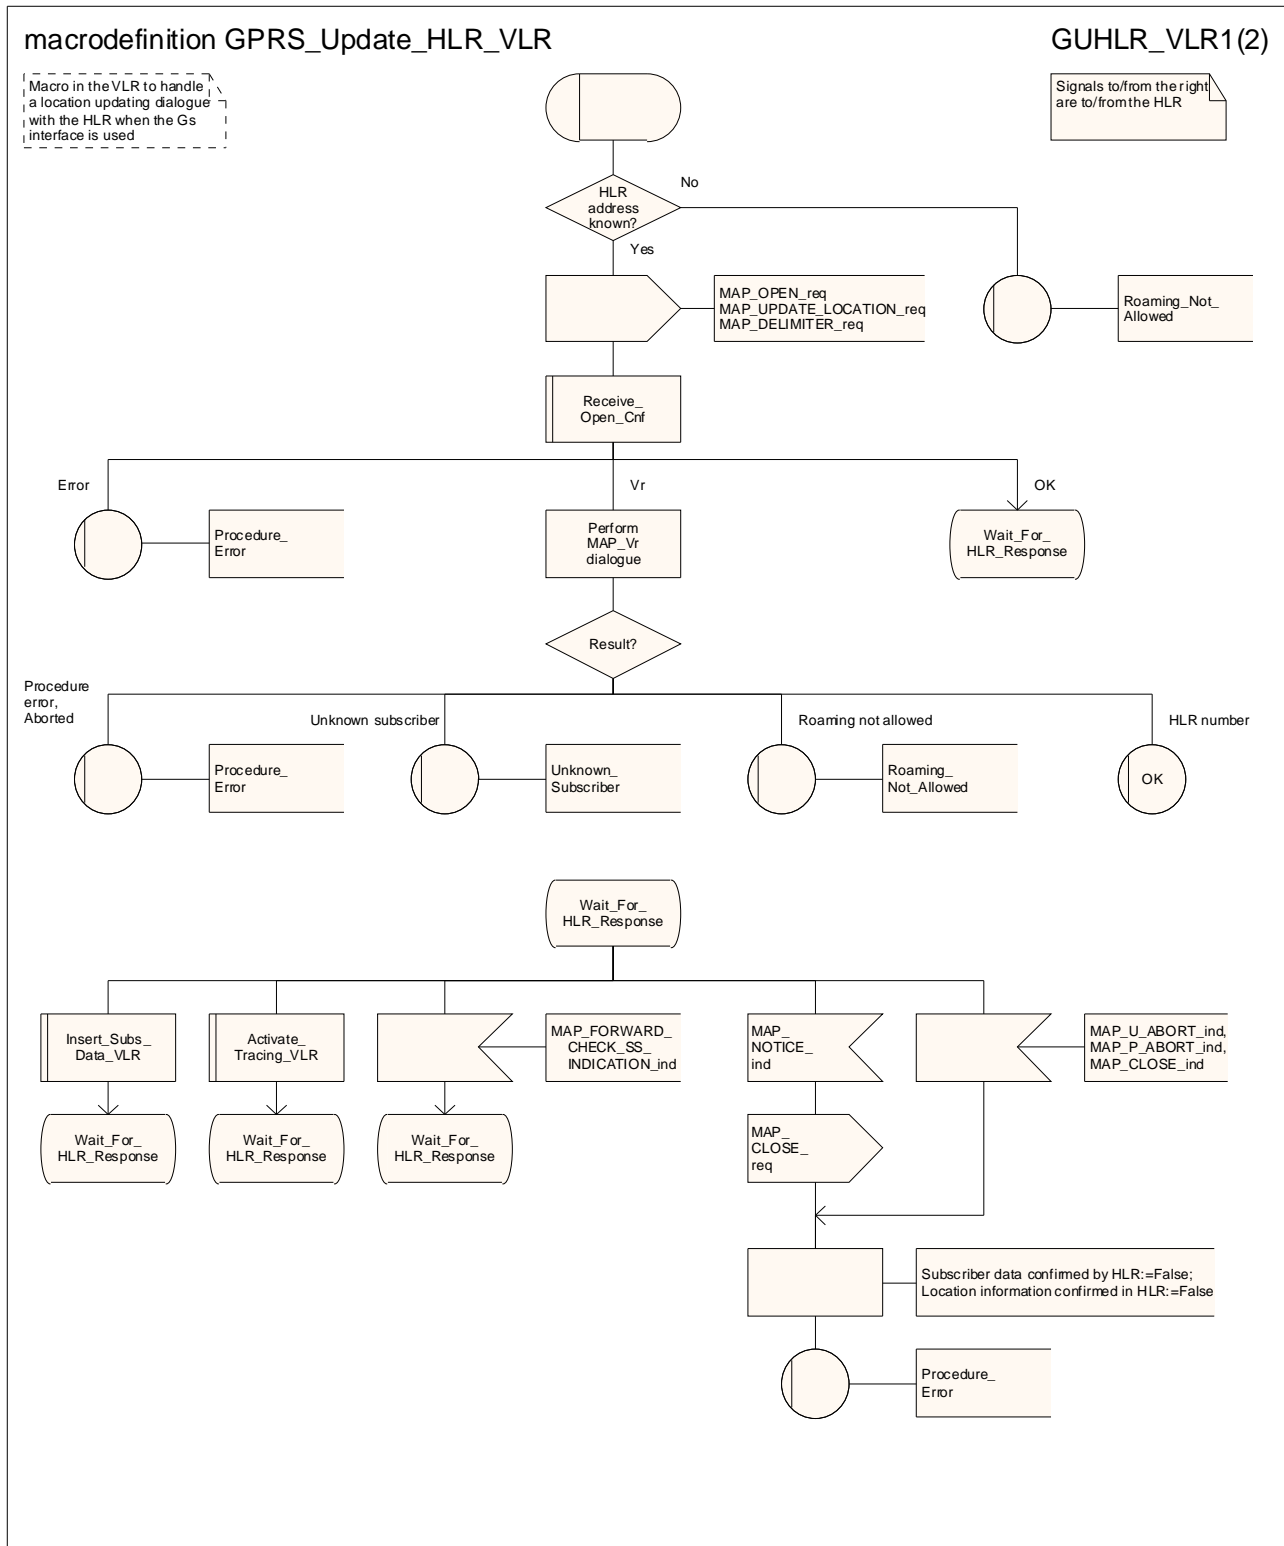 macrodefinition GPRS_Update_HLR_VLR
GUHLR_VLR1(2)
Macro in the VLR to handle
a location updating dialogue
with the HLR when the Gs
interface is used
Signals to/from the right
are to/from the HLR
HLR
address
known?
No
Yes
MAP_OPEN_req
MAP_UPDATE_LOCATION_req
MAP_DELIMITER_req
Roaming_Not_
Allowed
Receive_
Open_Cnf
Error
Vr
OK
Procedure_
Error
Perform
MAP_Vr
dialogue
Wait_For_
HLR_Response
Result?
Procedure
error,
Aborted
Unknown subscriber
Roaming not allowed
HLR number
Procedure_
Error
Unknown_
Subscriber
Roaming_
Not_Allowed
OK
Wait_For_
HLR_Response
Insert_Subs_
Data_VLR
Activate_
Tracing_VLR
MAP_FORWARD_
CHECK_SS_
INDICATION_ind
MAP_
NOTICE_
ind
MAP_U_ABORT_ind,
MAP_P_ABORT_ind,
MAP_CLOSE_ind
Wait_For_
HLR_Response
Wait_For_
HLR_Response
Wait_For_
HLR_Response
MAP_
CLOSE_
req
Subscriber data confirmed by HLR:=False;
Location information confirmed in HLR:=False
Procedure_
Error